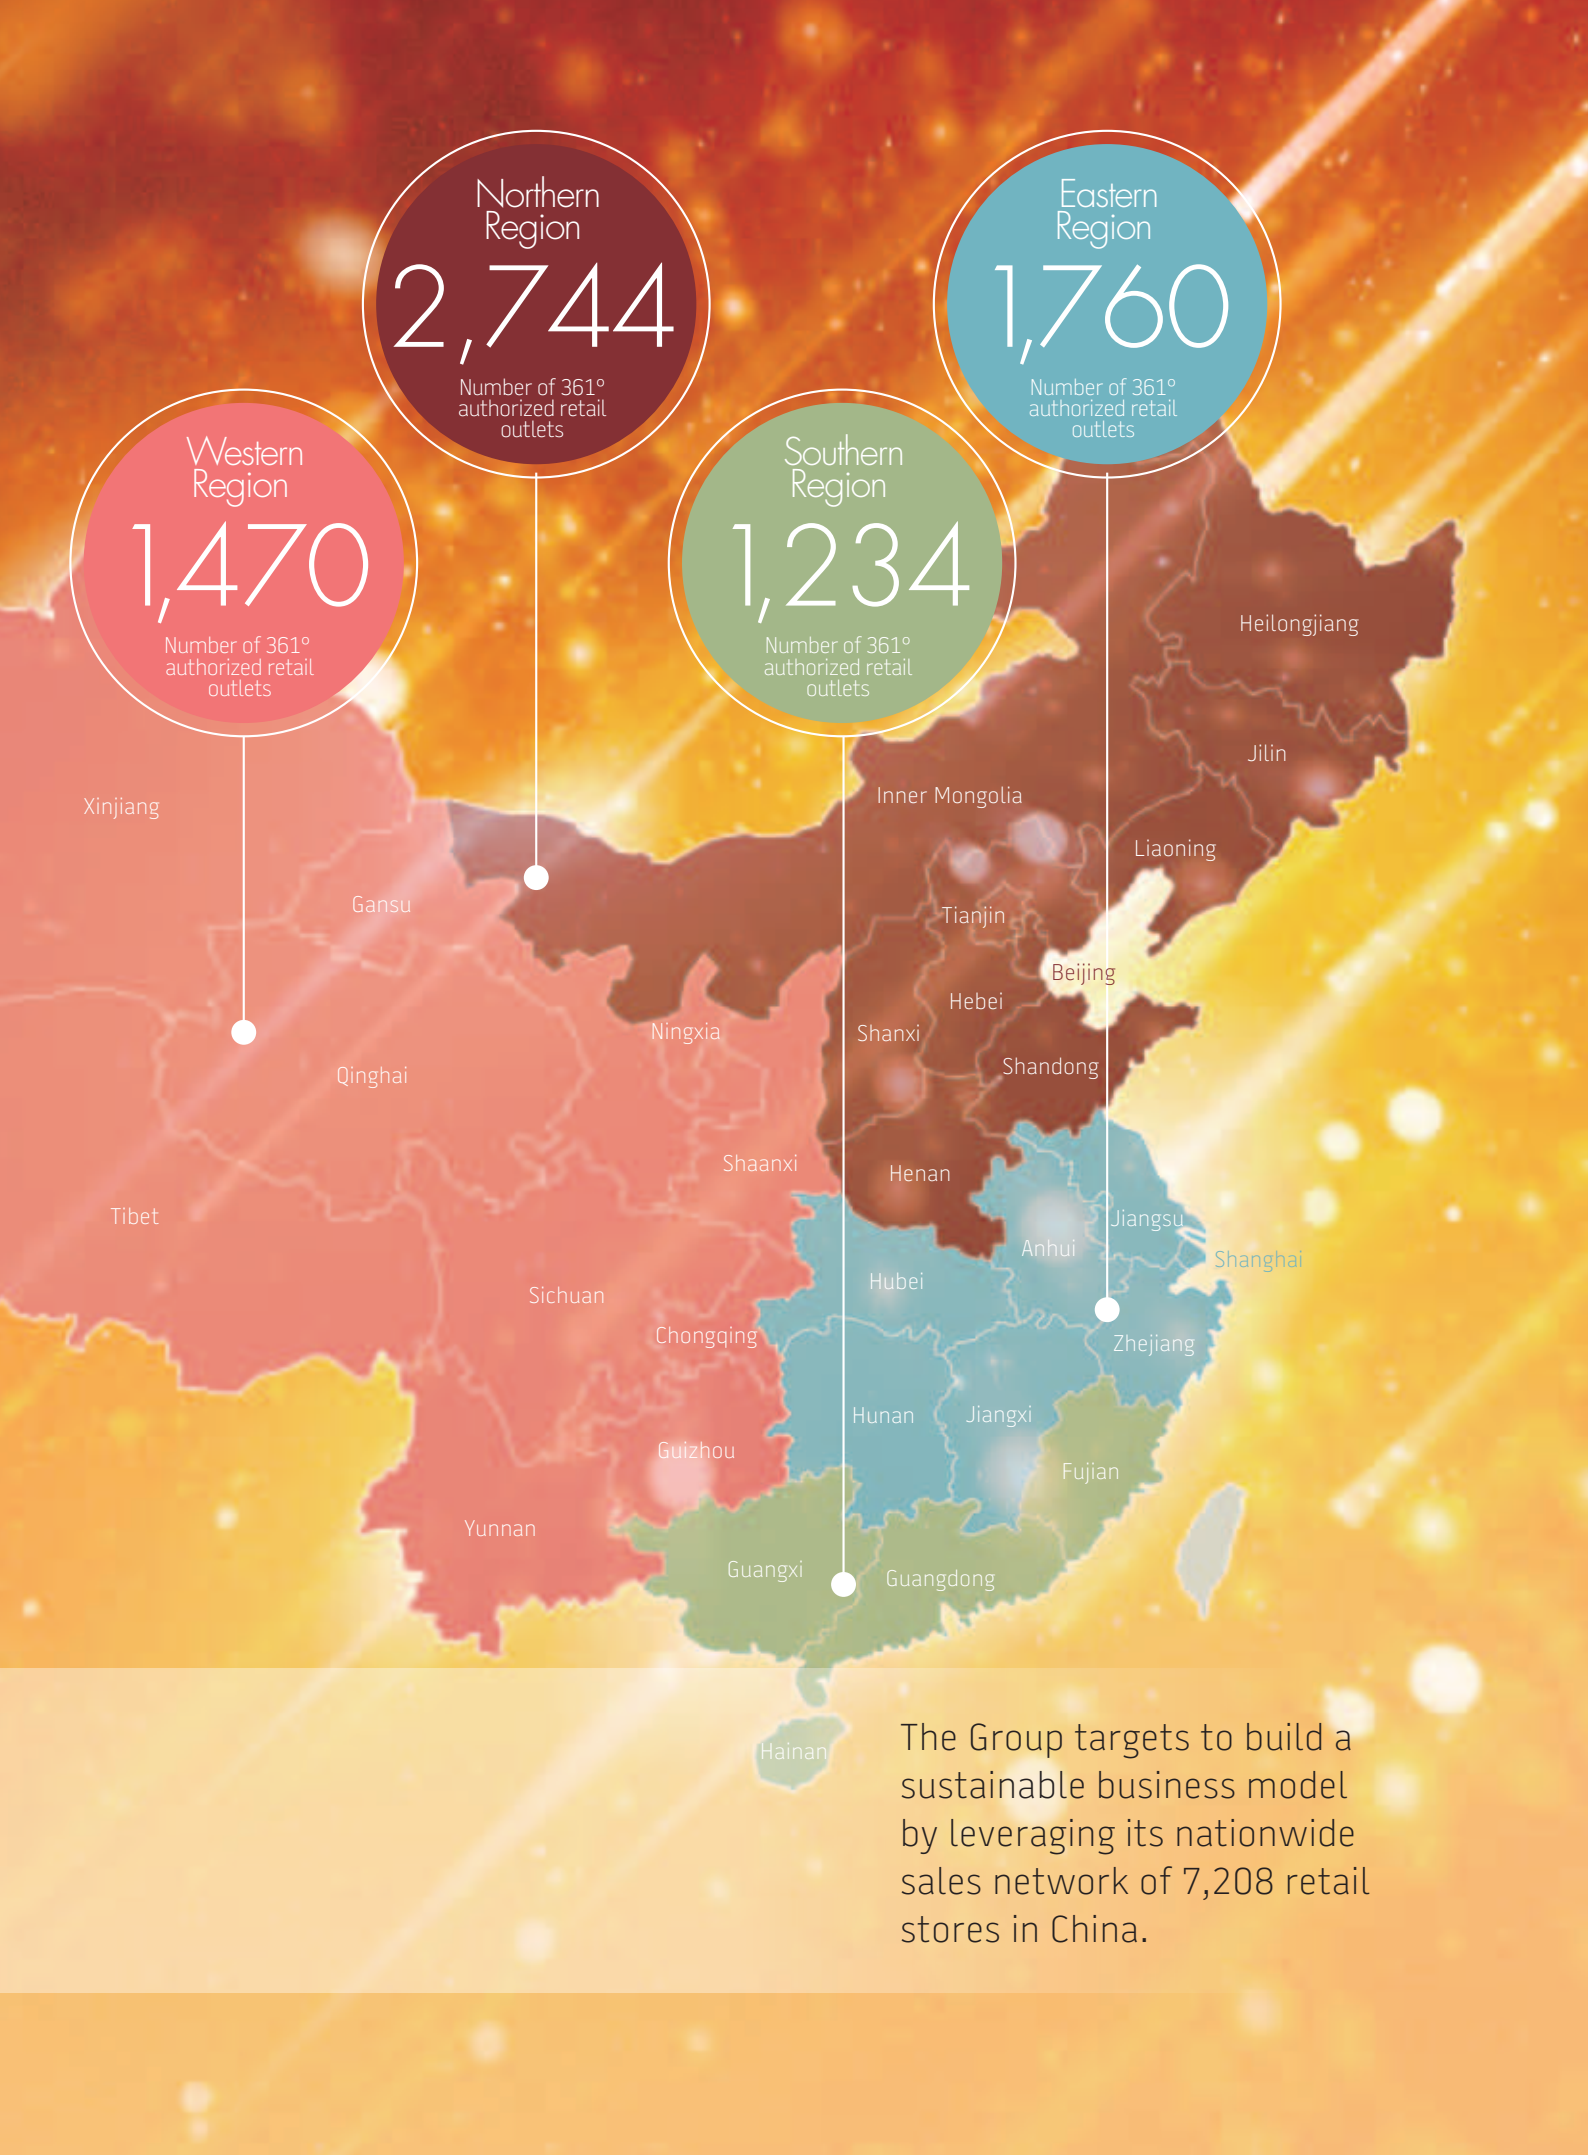 Northern
Region
2,744
Number of 361°
authorized retail
outlets
Eastern
Region
1,760
Number of 361°
authorized retail
outlets
Western
Region
1,470
Number of 361°
authorized retail
outlets
Southern
Region
1,234
Number of 361°
authorized retail
outlets
Heilongjiang
Jilin
Inner Mongolia
Xinjiang
Liaoning
Gansu
Tianjin
Beijing
Hebei
Ningxia
Shanxi
Shandong
Qinghai
Shaanxi
Henan
Tibet
Jiangsu
Anhui
Shanghai
Hubei
Sichuan
Chongqing
Zhejiang
Hunan
Jiangxi
Guizhou
Fujian
Yunnan
Guangxi
Guangdong
Hainan
The Group targets to build a
sustainable business model
by leveraging its nationwide
sales network of 7,208 retail
stores in China.